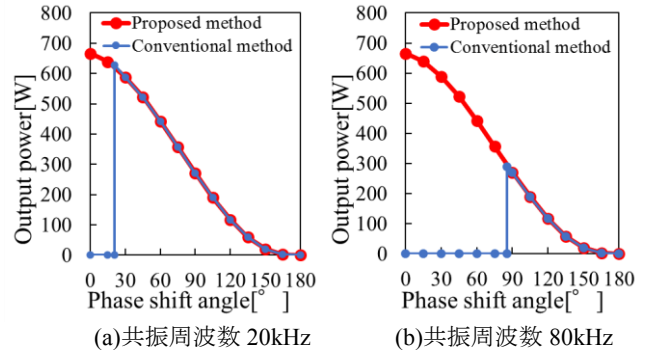 800
700
600
500
400
300
200
100
0
Output power[W]
Proposed method
Conventional method
0 30 60 90 120 150 180
Phase shift angle[° ]
(a)共振周波数 20kHz
800
700
600
500
400
300
200
100
0
Output power[W]
Proposed method
Conventional method
0 30 60 90 120 150 180
Phase shift angle[° ]
(b)共振周波数 80kHz